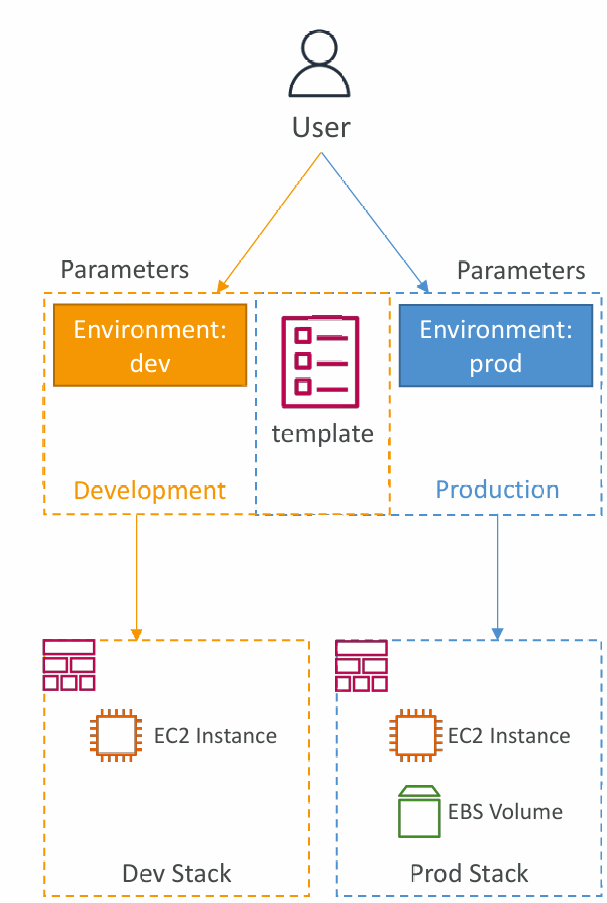 User
Parameters
Parameters
Environment:
dev
Environment:
prod
template
Development
Production
EC2 Instance
EC2 Instance
EBS Volume
Dev Stack
Prod Stack